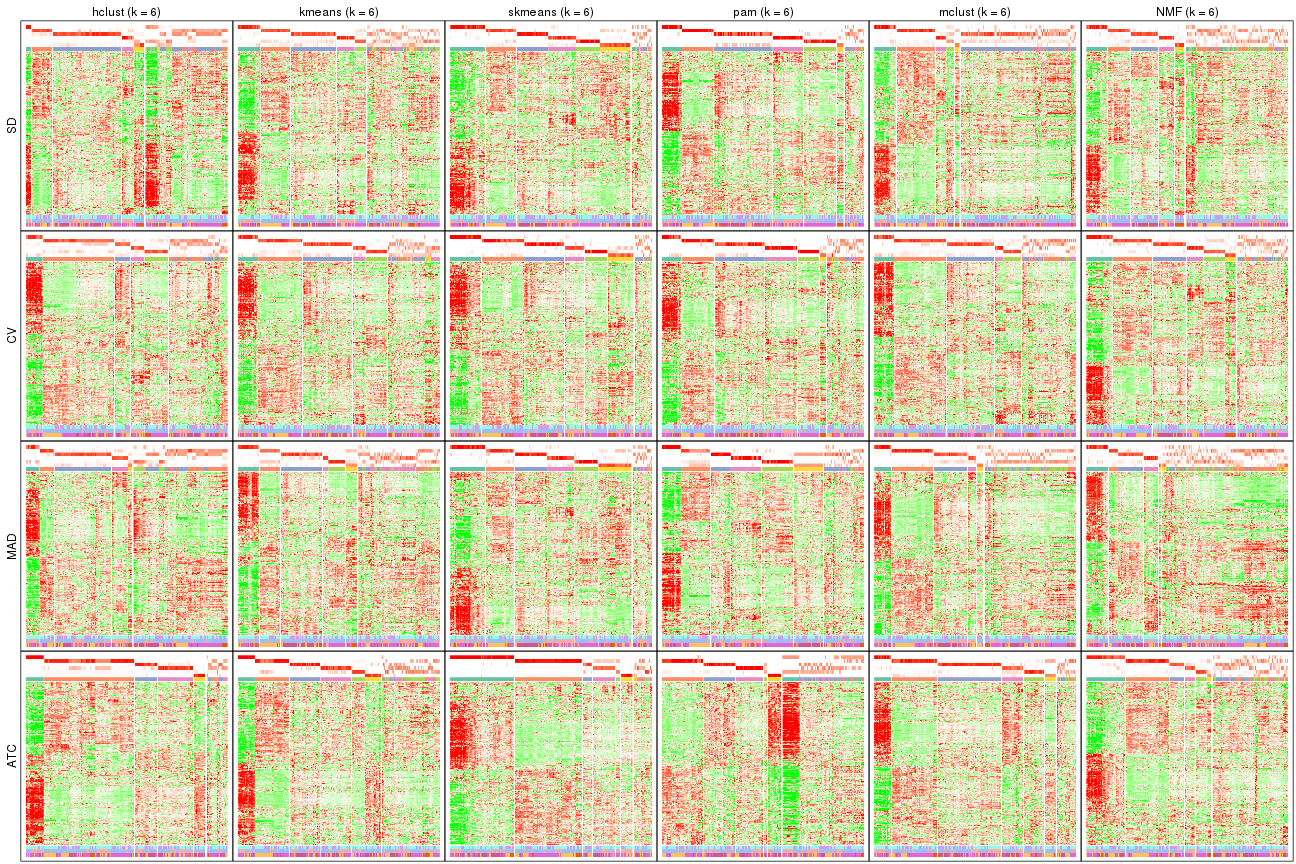 hclust (k = 6) kmeans (k = 6) skmeans (k = 6) pam (k = 6) mclust (k = 6) NMF (k = 6)
SD
CV
MAD
ATC